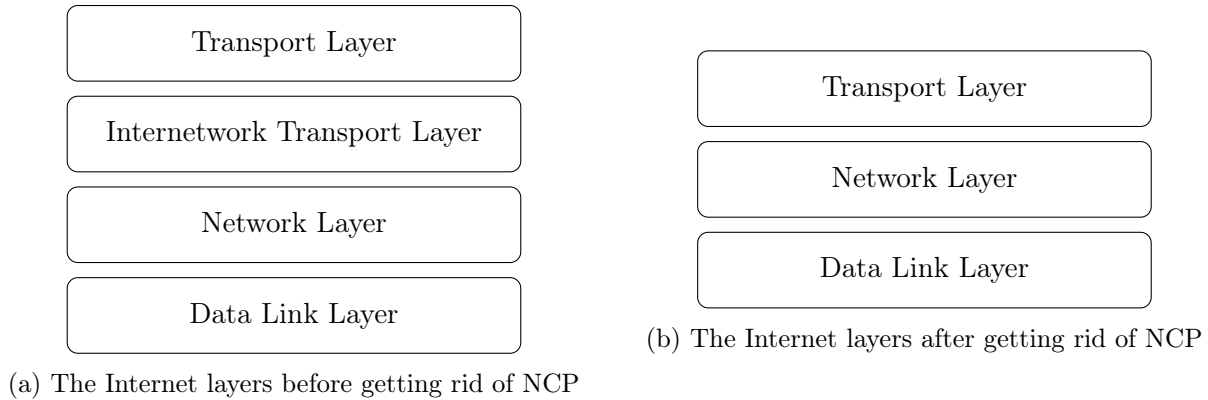 Transport Layer
Internetwork Transport Layer
Network Layer
Data Link Layer
(a) The Internet layers before getting rid of NCP
Transport Layer
Network Layer
Data Link Layer
(b) The Internet layers after getting rid of NCP